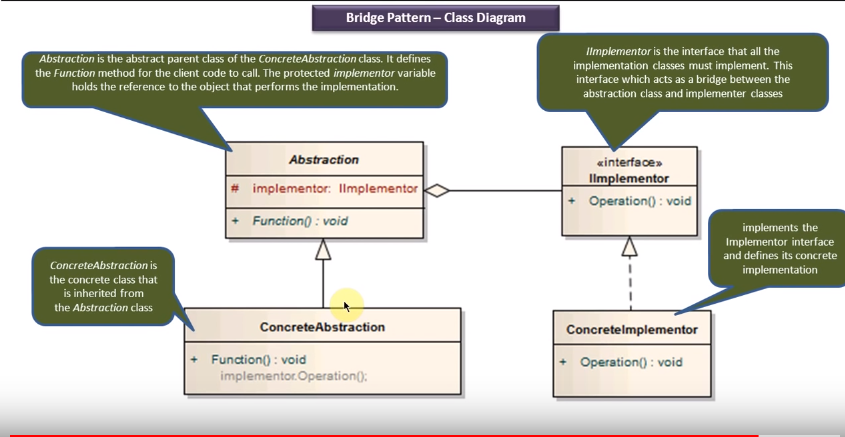 Bridge Pattern – Class Diagram
Abstraction is the abstract parent class of the ConcreteAbstraction class. It defines
the Function method for the client code to call. The protected implementor variable
holds the reference to the object that performs the implementation.
IImplementor is the interface that all the
implementation classes must implement. This
interface which acts as a bridge between the
abstraction class and implementer classes
Abstraction
# implementor: IImplementor
+ Function() : void
«interface»
IImplementor
+ Operation() : void
implements the
Implementor interface
and defines its concrete
implementation
ConcreteAbstraction is
the concrete class that
is inherited from
the Abstraction class
ConcreteAbstraction
+ Function() : void
implementor.Operation();
ConcreteImplementor
+ Operation() : void